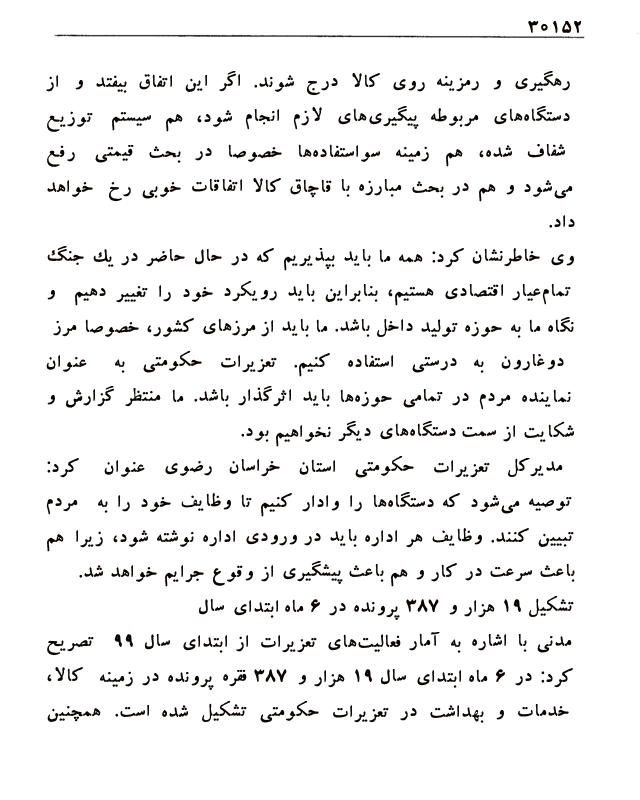 ۳۰۱۵۲
رهگیری و رمزینه روی کالا درج شوند. اگر این اتفاق بیفتد و از
دستگاه‌های مربوطه پیگیری‌های لازم انجام شود، هم سیستم توزیع
شفاف شده، هم زمینه سواستفاده‌ها خصوصا در بحث قیمتی رفع
می‌شود و هم در بحث مبارزه با قاچاق کالا اتفاقات خوبی رخ خواهد
داد.
وی خاطرنشان کرد: همه ما باید بپذیریم که در حال حاضر در یك جنگ
تمام‌عیار اقتصادی هستیم، بنابراین باید رویکرد خود را تغییر دهیم و
نگاه ما به حوزه تولید داخل باشد. ما باید از مرزهای کشور، خصوصا مرز
دوغارون به درستی استفاده کنیم. تعزیرات حکومتی به عنوان
نماینده مردم در تمامی حوزه‌ها باید اثرگذار باشد. ما منتظر گزارش و
شکایت از سمت دستگاه‌های دیگر نخواهیم بود.
مدیرکل تعزیرات حکومتی استان خراسان رضوی عنوان کرد:
توصیه می‌شود که دستگاه‌ها را وادار کنیم تا وظایف خود را به مردم
تبیین کنند. وظایف هر اداره باید در ورودی اداره نوشته شود، زیرا هم
باعث سرعت در کار و هم باعث پیشگیری از وقوع جرایم خواهد شد.
تشکیل ۱۹ هزار و ۳۸۷ پرونده در ۶ ماه ابتدای سال
مدنی با اشاره به آمار فعالیت‌های تعزیرات از ابتدای سال ۹۹ تصریح
کرد: در ۶ ماه ابتدای سال ۱۹ هزار و ۳۸۷ فقره پرونده در زمینه کالا،
خدمات و بهداشت در تعزیرات حکومتی تشکیل شده است. همچنین